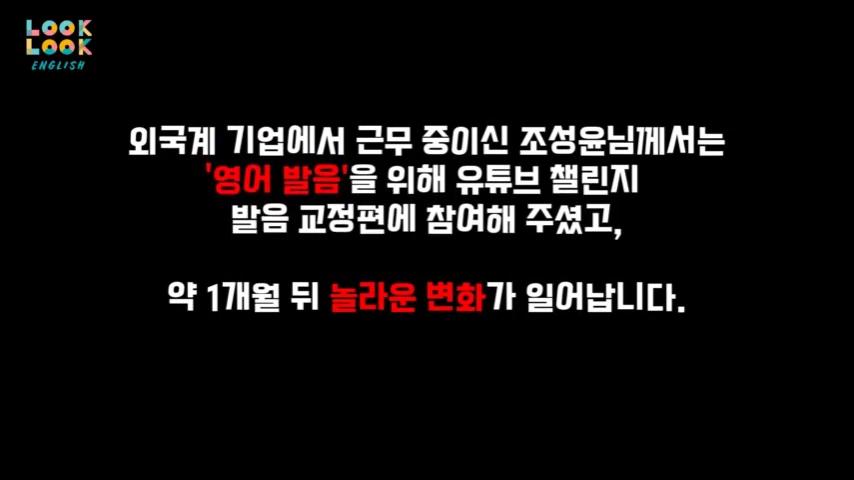 LOOK
LOOK
ENGLISH
외국계 기업에서 근무 중이신 조성윤님께서는
'영어 발음'을 위해 유튜브 챌린지
발음 교정편에 참여해 주셨고,
약 1개월 뒤 놀라운 변화가 일어납니다.